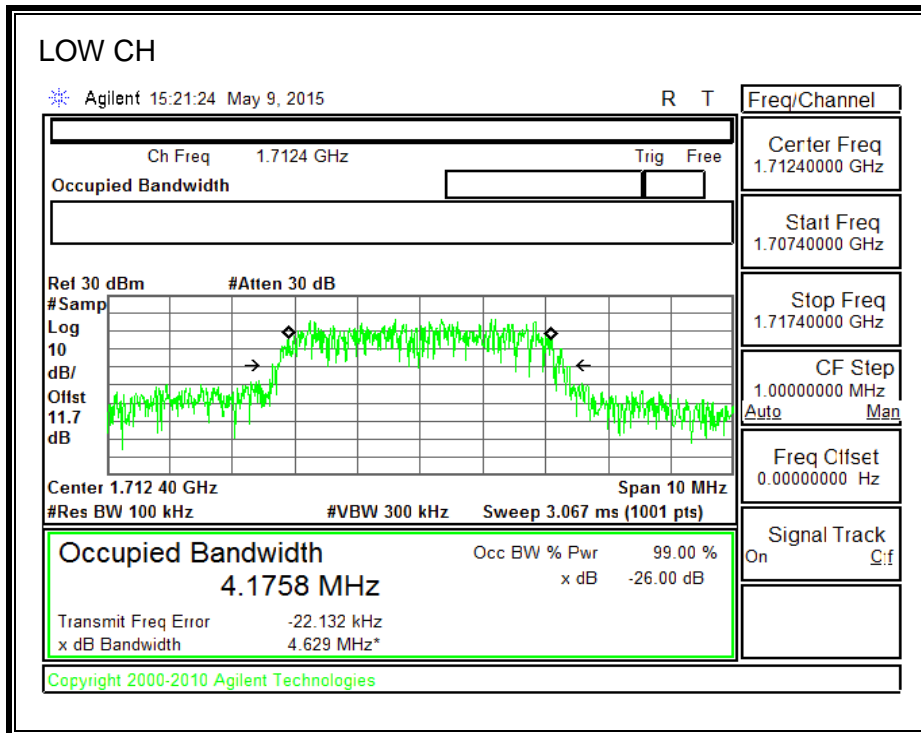 LOW CH
Agilent 15:21:24 May 9, 2015 R T
Freq/Channel
Ch Freq 1.7124 GHz Trig Free
Occupied Bandwidth
Center Freq
1.71240000 GHz
Start Freq
1.70740000 GHz
Stop Freq
1.71740000 GHz
CF Step
1.00000000 MHz
Auto Man
Freq Offset
0.00000000 Hz
Signal Track
On Off
Ref 30 dBm #Atten 30 dB
#Samp
Log
10
dB/
Offst
11.7
dB
Center 1.712 40 GHz Span 10 MHz
#Res BW 100 kHz #VBW 300 kHz Sweep 3.067 ms (1001 pts)
Occupied Bandwidth
4.1758 MHz
Occ BW % Pwr 99.00 %
x dB -26.00 dB
Transmit Freq Error -22.132 kHz
x dB Bandwidth 4.629 MHz*
Copyright 2000-2010 Agilent Technologies